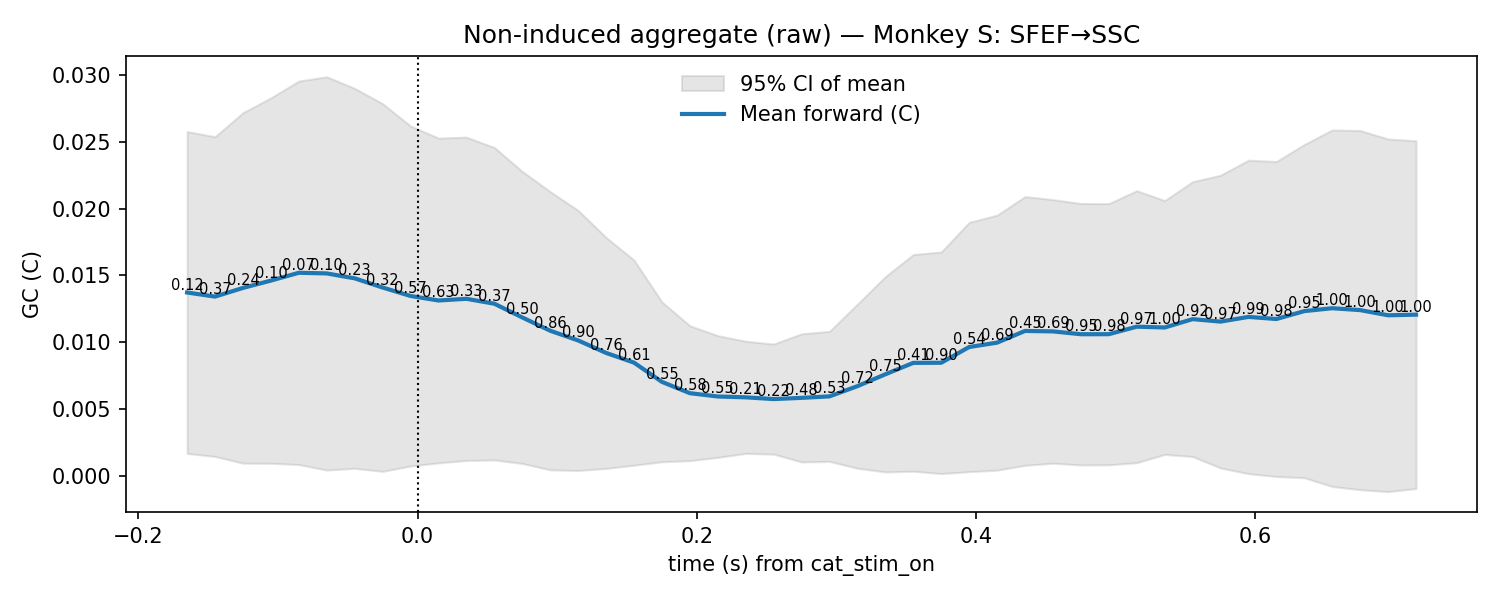 Non-induced aggregate (raw) — Monkey S: SFEF→SSC
95% CI of mean
Mean forward (C)
GC (C)
0.030
0.025
0.020
0.015
0.010
0.005
0.000
0.12 0.37 0.24 0.10 0.07 0.10 0.23 0.32 0.57 0.63 0.33 0.37 0.50 0.86 0.90 0.76 0.61 0.55 0.58 0.55 0.21 0.22 0.48 0.53 0.72 0.75 0.41 0.90 0.54 0.69 0.45 0.69 0.95 0.98 0.97 1.00 0.92 0.97 0.99 0.98 0.95 1.00 1.00 1.00 1.00
−0.2 0.0 0.2 0.4 0.6
time (s) from cat_stim_on